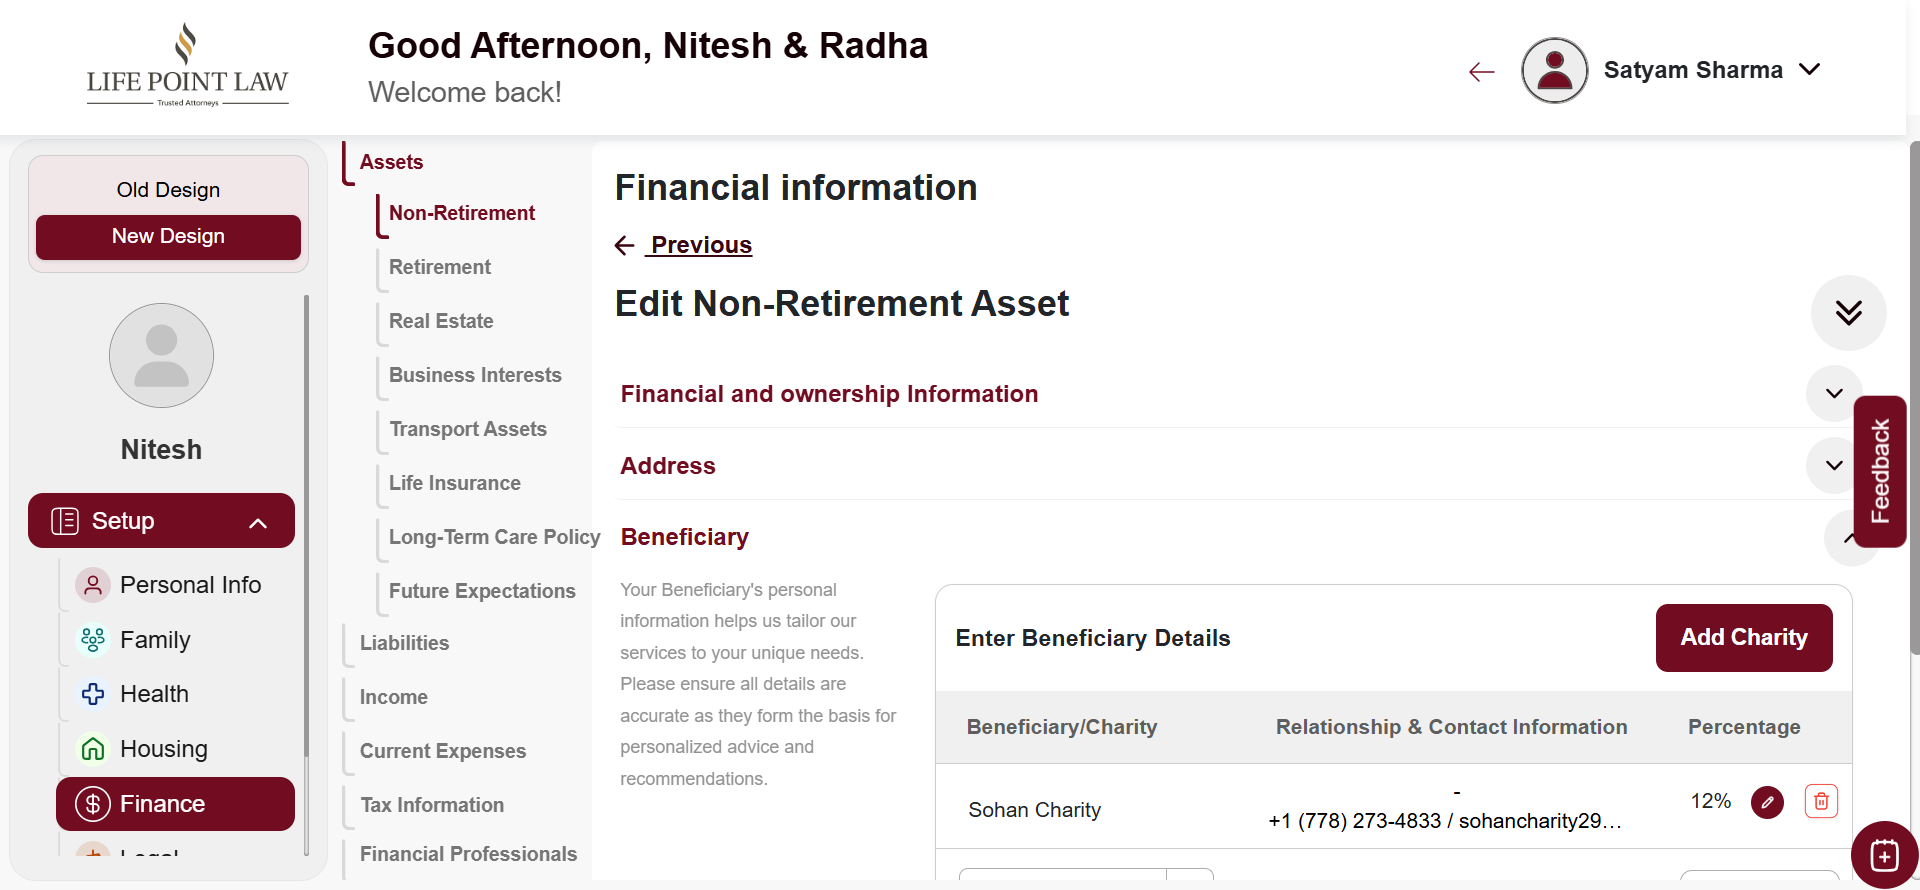 LIFE POINT LAW
Trusted Attorneys
Good Afternoon, Nitesh & Radha
Welcome back!
Satyam Sharma
Old Design
New Design
Nitesh
Setup
Personal Info
Family
Health
Housing
Finance
Legal
Assets
Non-Retirement
Retirement
Real Estate
Business Interests
Transport Assets
Life Insurance
Long-Term Care Policy
Future Expectations
Liabilities
Income
Current Expenses
Tax Information
Financial Professionals
Financial information
Previous
Edit Non-Retirement Asset
Financial and ownership Information
Address
Beneficiary
Your Beneficiary's personal
information helps us tailor our
services to your unique needs.
Please ensure all details are
accurate as they form the basis for
personalized advice and
recommendations.
Enter Beneficiary Details
Add Charity
Beneficiary/Charity Relationship & Contact Information Percentage
Sohan Charity
-
+1 (778) 273-4833 / sohancharity29...
12%
Feedback